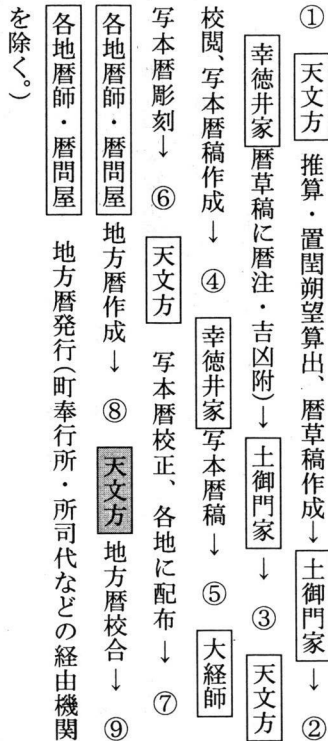 ① 天文方 推算・置閏朔望算出、暦草稿作成→土御門家→②
幸徳井家暦草稿に暦注・吉凶附)→土御門家→③ 天文方
校閲、写本暦稿作成→ ④ 幸徳井家写本暦稿→ ⑤ 大経師
写本暦彫刻→ ⑥ 天文方 写本暦校正、各地に配布→ ⑦
各地暦師・暦問屋 地方暦作成→ ⑧ 天文方 地方暦校合→ ⑨
各地暦師・暦問屋 地方暦発行(町奉行所・所司代などの経由機関
を除く。)